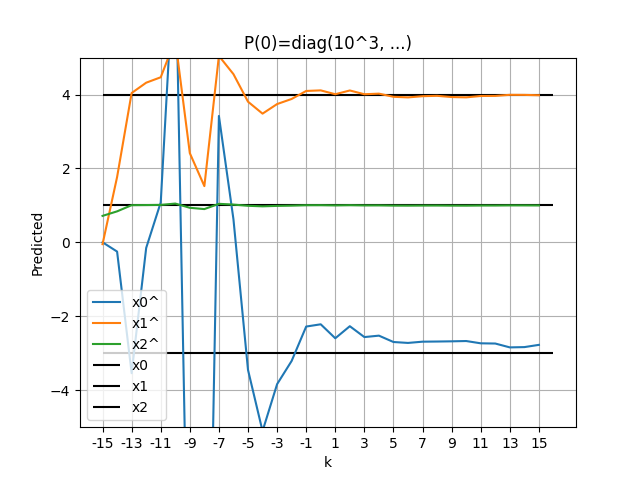 P(0)=diag(10^3, ...)
Predicted
4
2
0
−2
−4
x0^
x1^
x2^
x0
x1
x2
-15 -13 -11 -9 -7 -5 -3 -1 1 3 5 7 9 11 13 15
k